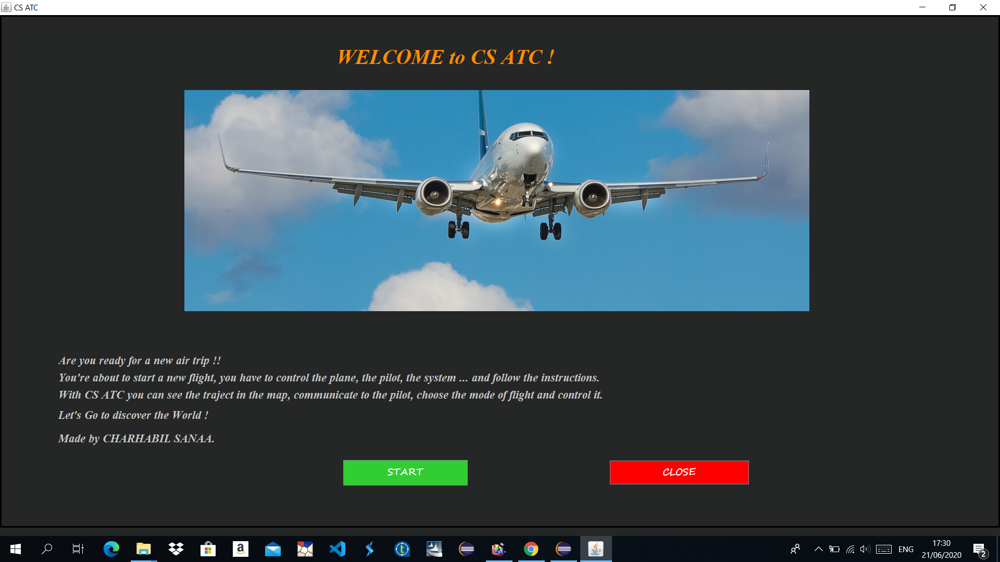 CS ATC
WELCOME to CS ATC !
Are you ready for a new air trip !!
You're about to start a new flight, you have to control the plane, the pilot, the system ... and follow the instructions.
With CS ATC you can see the traject in the map, communicate to the pilot, choose the mode of flight and control it.
Let's Go to discover the World !
Made by CHARHABIL SANAA.
START
CLOSE
a
t
ENG
17:30
21/06/2020
2